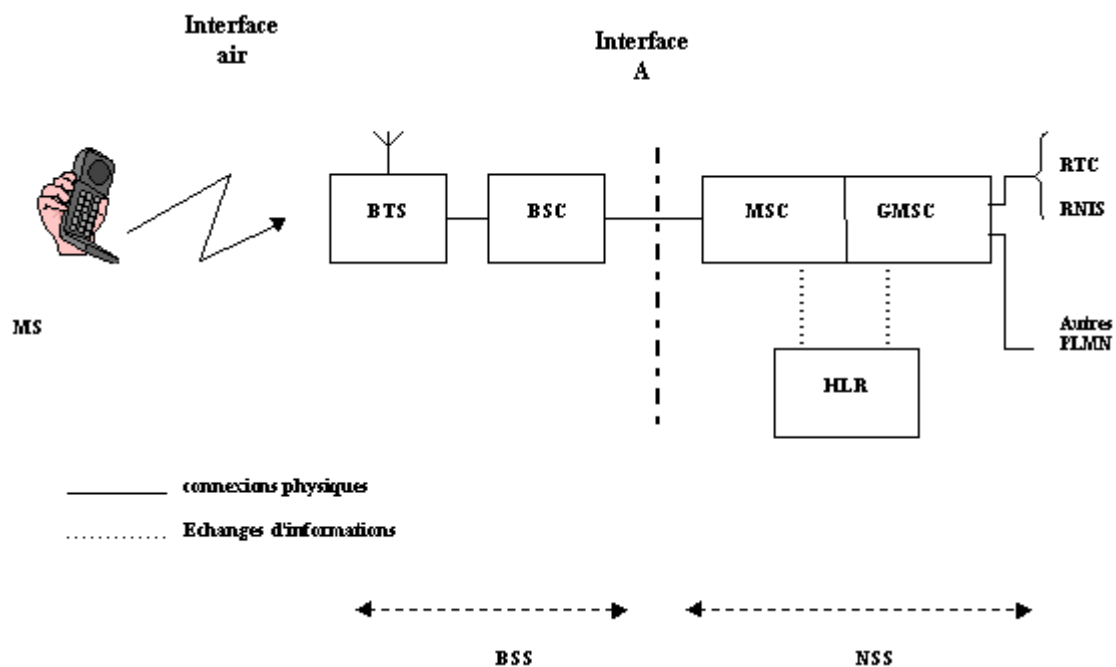 Interface
air
Interface
A
BTS
BSC
MSC
GMSC
RTC
RNIS
MS
Autres
PLMN
HLR
connexions physiques
Echanges d'informations
BSS
NSS